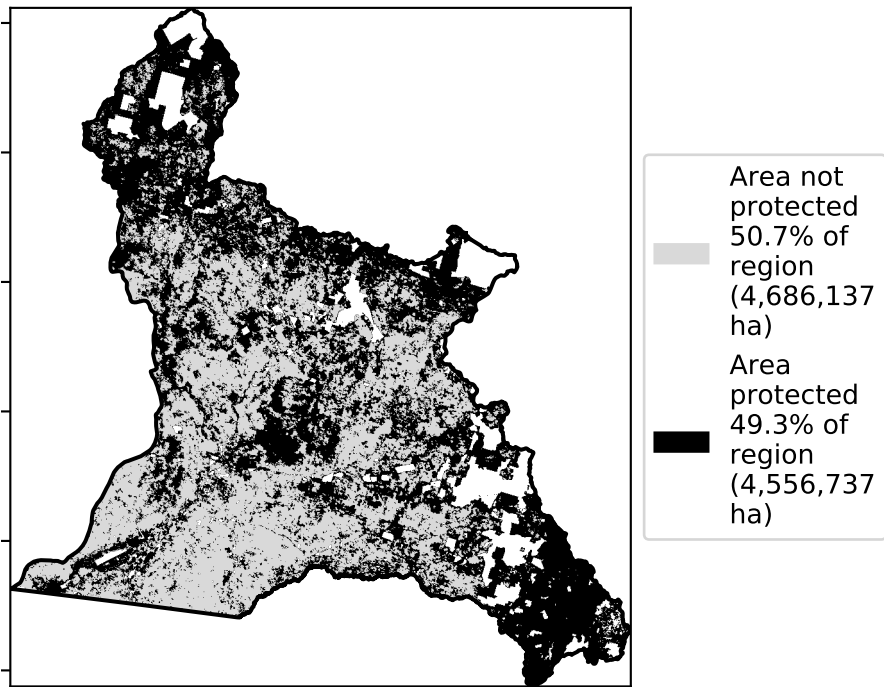 Area not
protected
50.7% of
region
(4,686,137
ha)
Area
protected
49.3% of
region
(4,556,737
ha)